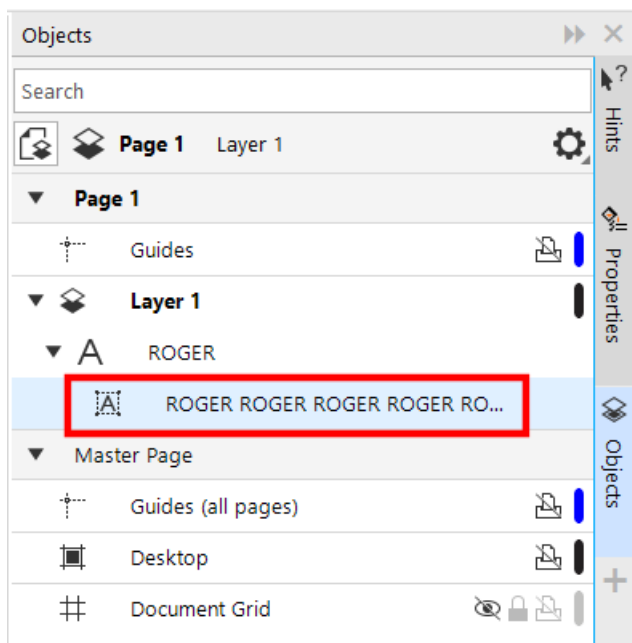 Objects
Search
Page 1 Layer 1
Page 1
Guides
Layer 1
A ROGER
A ROGER ROGER ROGER ROGER RO...
Master Page
Guides (all pages)
Desktop
Document Grid
? Hints
Properties
Objects